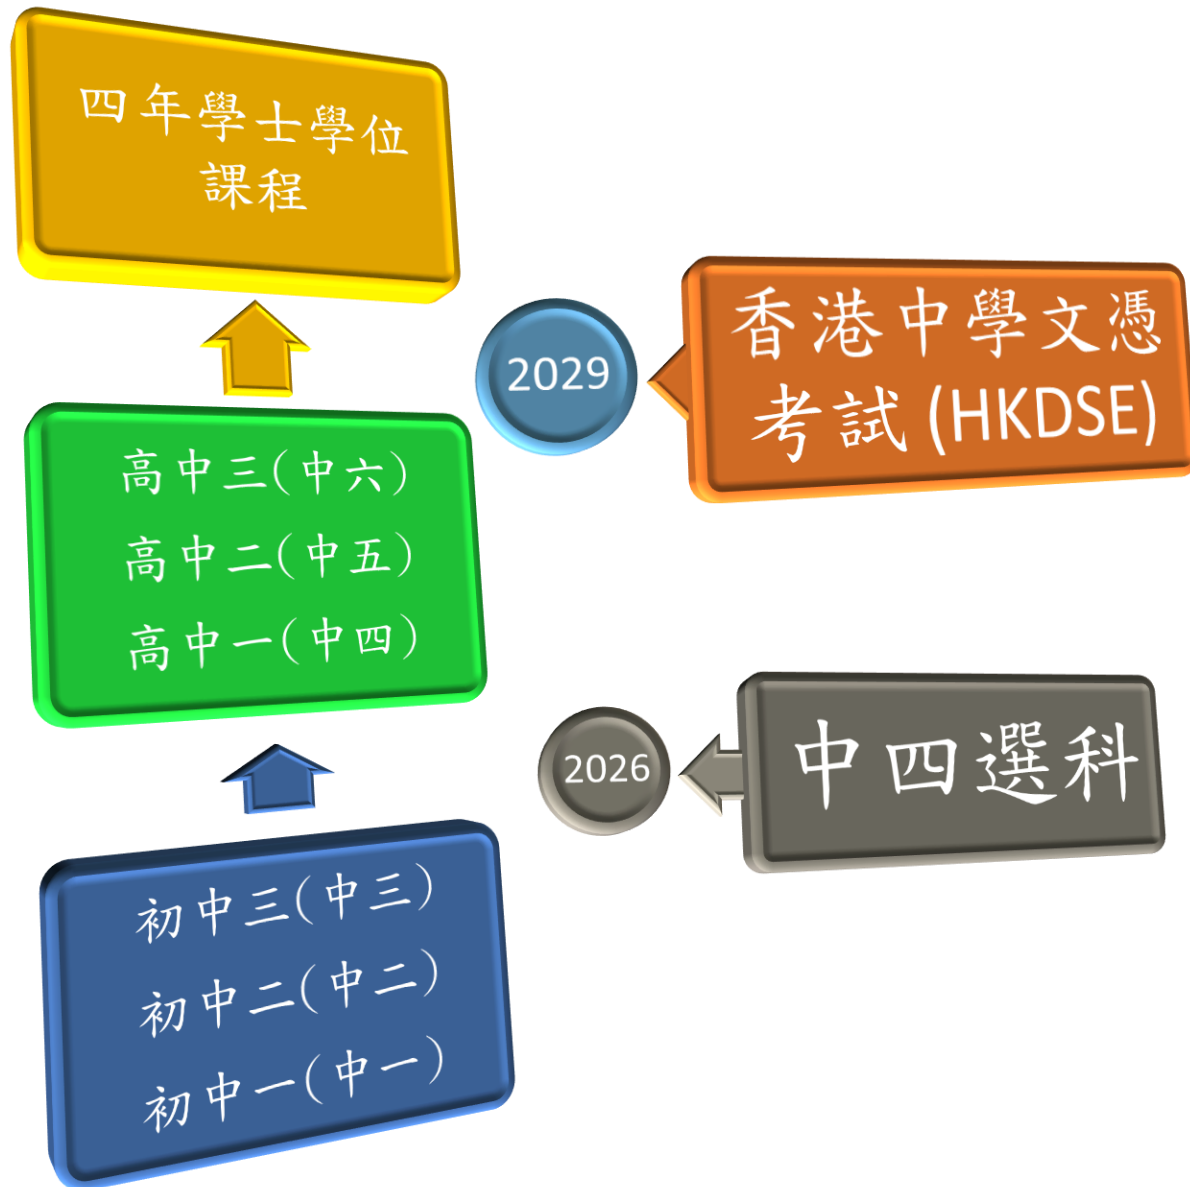 四年學士學位
課程
2029
香港中學文憑
考試(HKDSE)
高中三(中六)
高中二(中五)
高中一(中四)
2026
中四選科
初中三(中三)
初中二(中二)
初中一(中一)